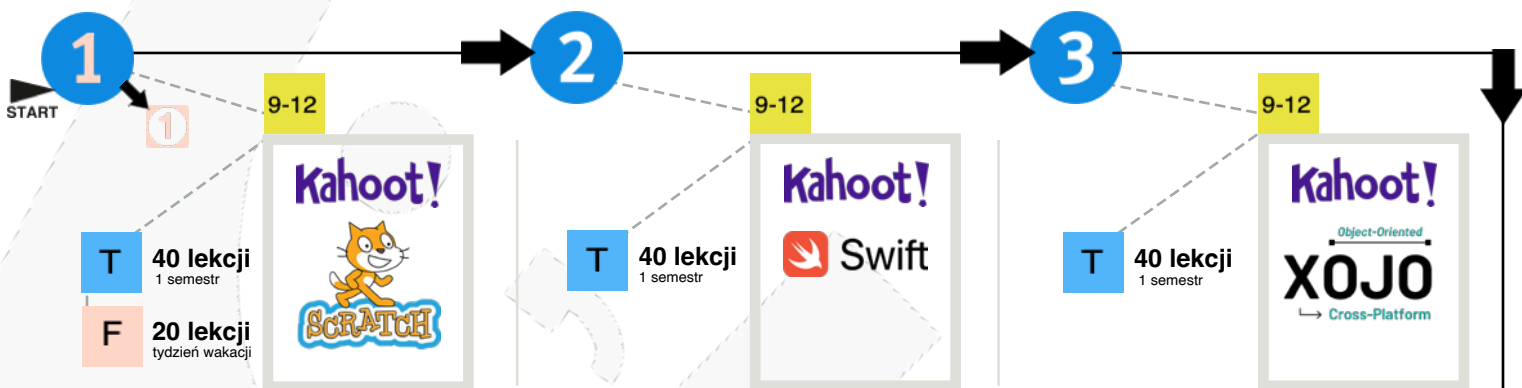 1
START
1
9-12
Kahoot!
SCRATCH
T
40 lekcji
1 semestr
F
20 lekcji
tydzień wakacji
2
9-12
Kahoot!
Swift
T
40 lekcji
1 semestr
3
9-12
Kahoot!
Object-Oriented
XOJO
Cross-Platform
T
40 lekcji
1 semestr